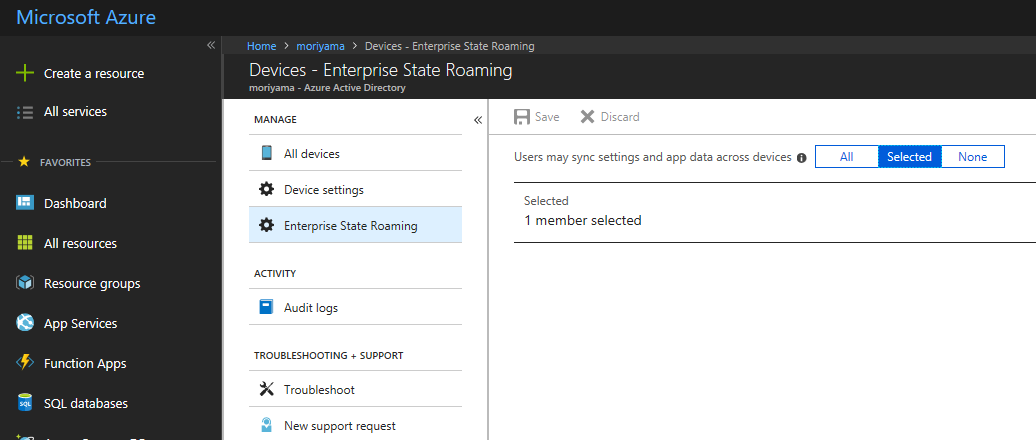 Microsoft Azure
«
Home > moriyama > Devices - Enterprise State Roaming
Create a resource
All services
FAVORITES
Dashboard
All resources
Resource groups
App Services
Function Apps
SQL databases
Devices - Enterprise State Roaming
moriyama - Azure Active Directory
MANAGE
«
All devices
Device settings
Enterprise State Roaming
ACTIVITY
Audit logs
TROUBLESHOOTING + SUPPORT
Troubleshoot
New support request
Save Discard
Users may sync settings and app data across devices All Selected None
Selected
1 member selected